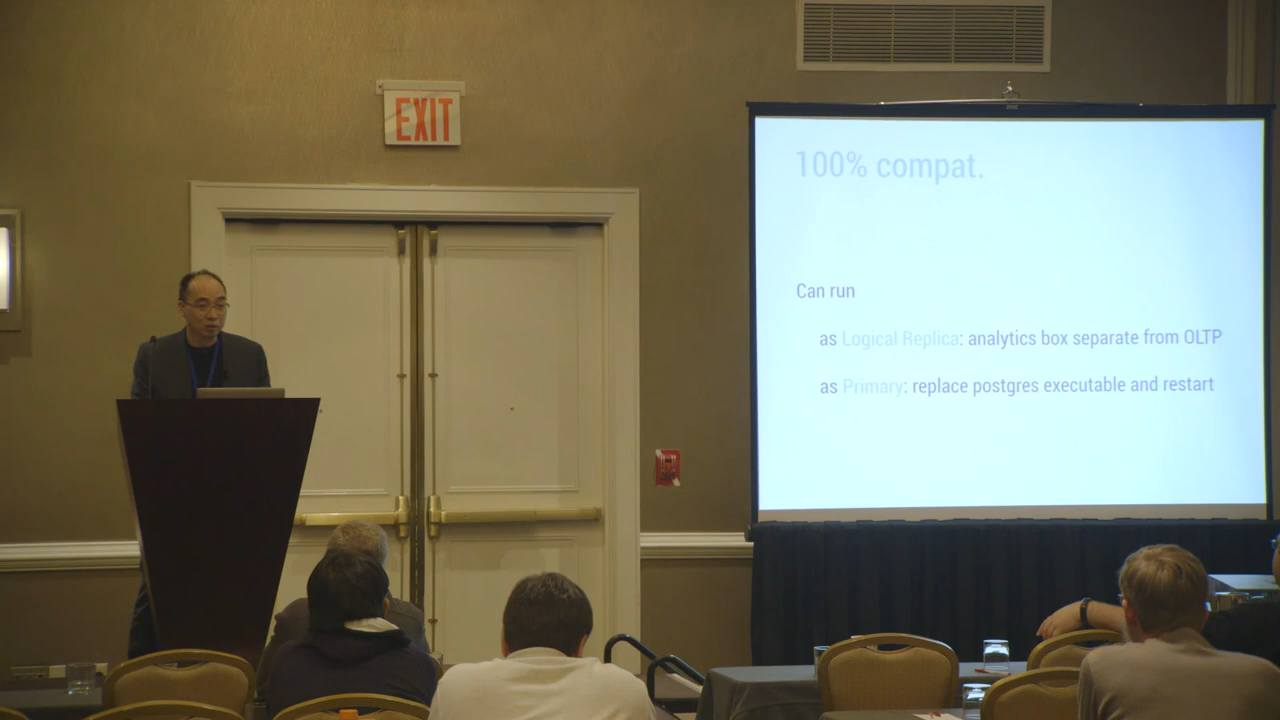 EXIT
100% compat.
Can run
as Logical Replica: analytics box separate from OLTP
as Primary: replace postgres executable and restart